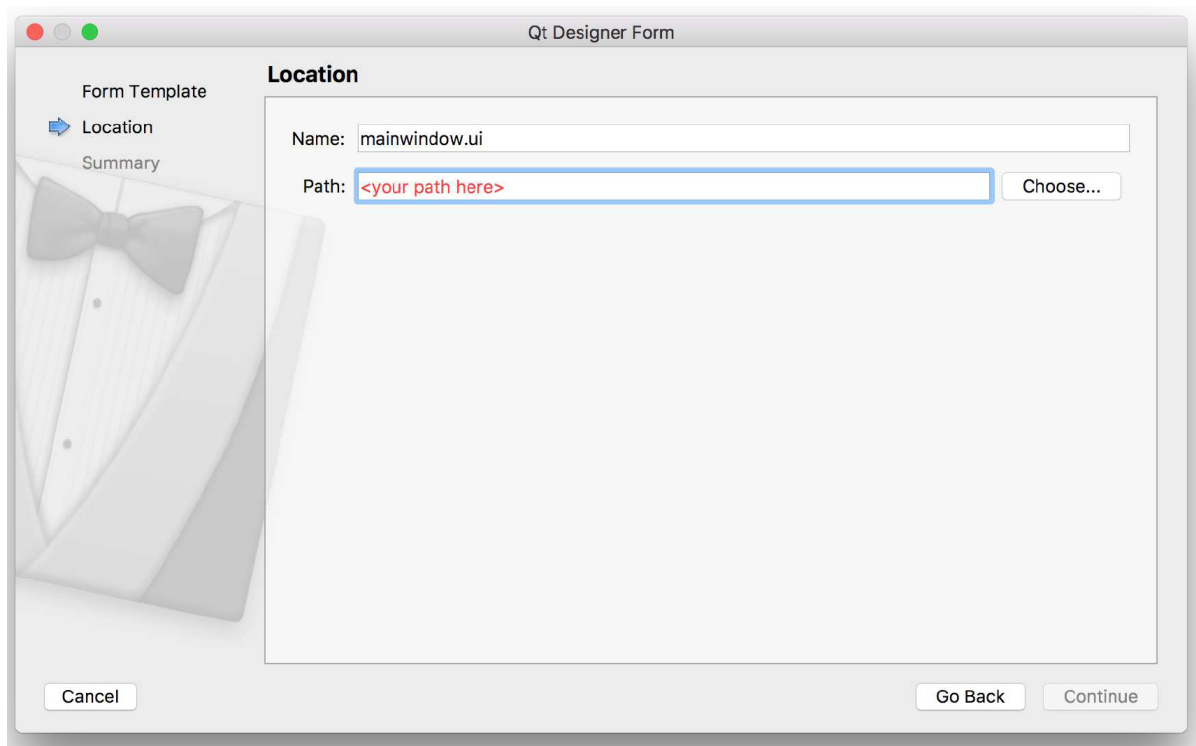 Qt Designer Form
Form Template
Location
Summary
Location
Name: mainwindow.ui
Path: <your path here> Choose...
Cancel Go Back Continue